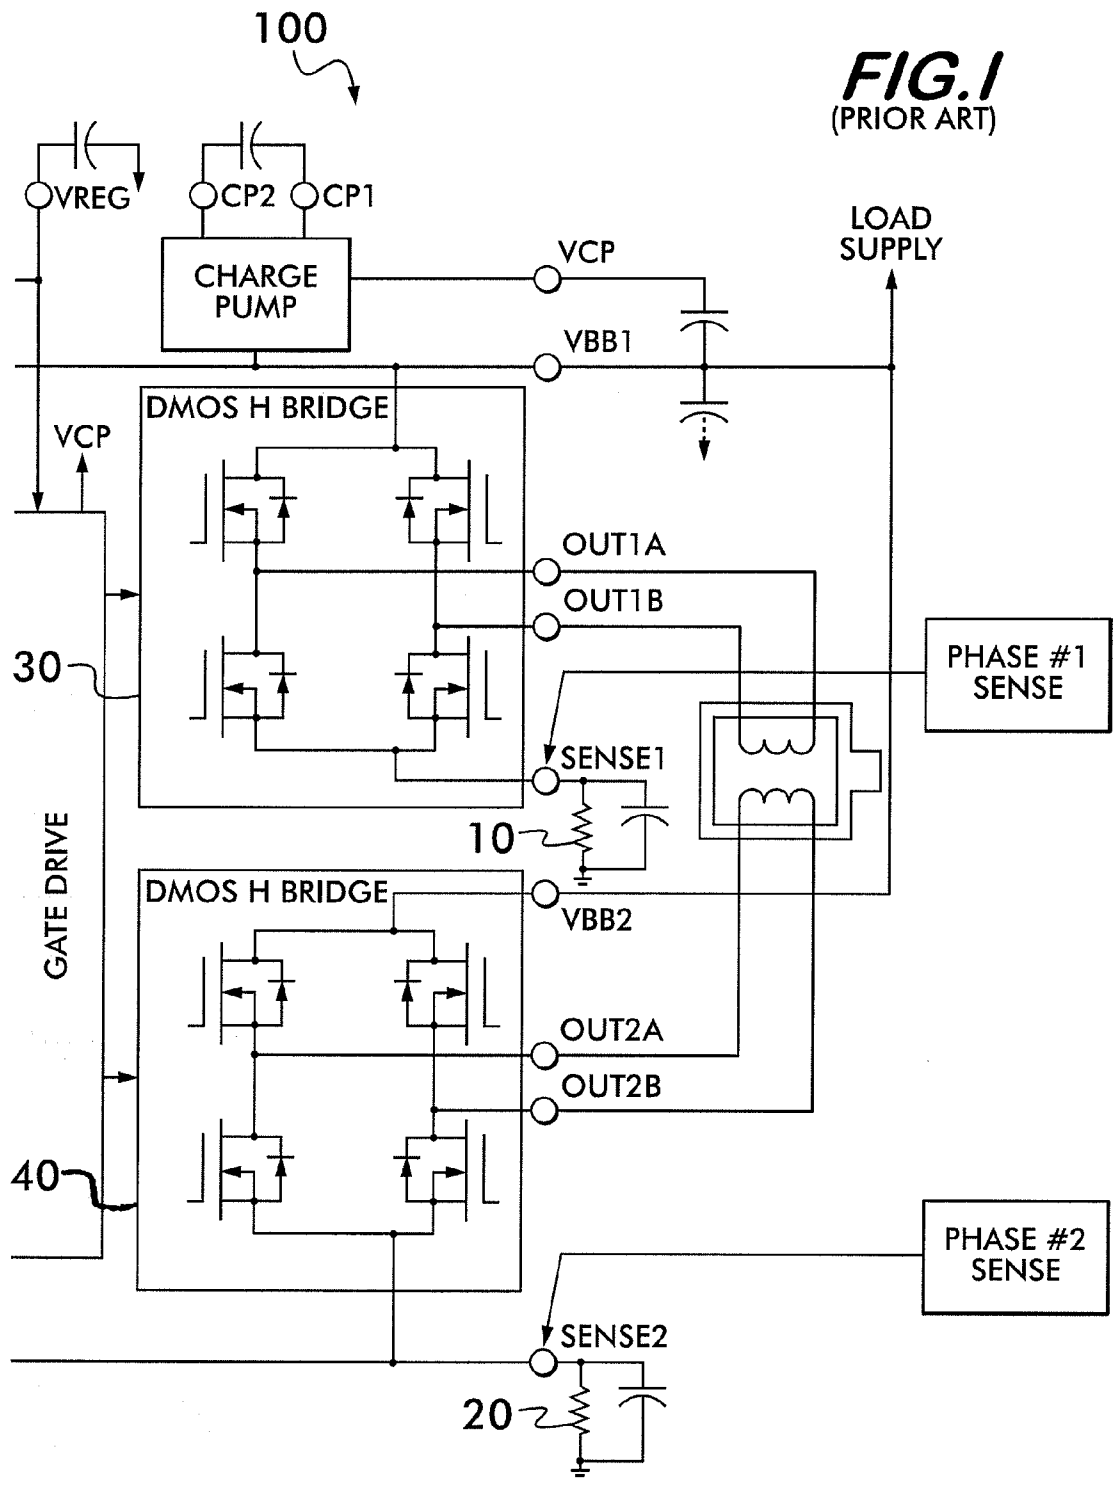 100
FIG.1
(PRIOR ART)
VREG
CP2
CP1
LOAD
SUPPLY
CHARGE
PUMP
VCP
VBB1
DMOS H BRIDGE
VCP
OUT1A
OUT1B
30
PHASE #1
SENSE
SENSE1
10
GATE DRIVE
DMOS H BRIDGE
VBB2
OUT2A
OUT2B
40
PHASE #2
SENSE
SENSE2
20